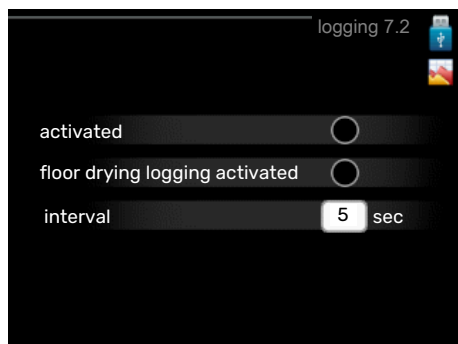 logging 7.2
activated
floor drying logging activated
interval 5 sec